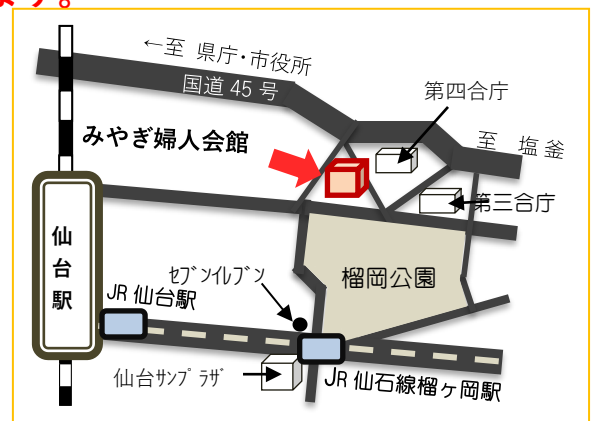 ます。
←至 県庁・市役所
国道 45 号
第四合庁
みやぎ婦人会館
至 塩釜
第三合庁
仙台駅
榴岡公園
ｾﾌﾞﾝｲﾚﾌﾞﾝ
JR 仙台駅
仙台ｻﾝﾌﾟﾗｻﾞ
JR 仙石線榴ヶ岡駅